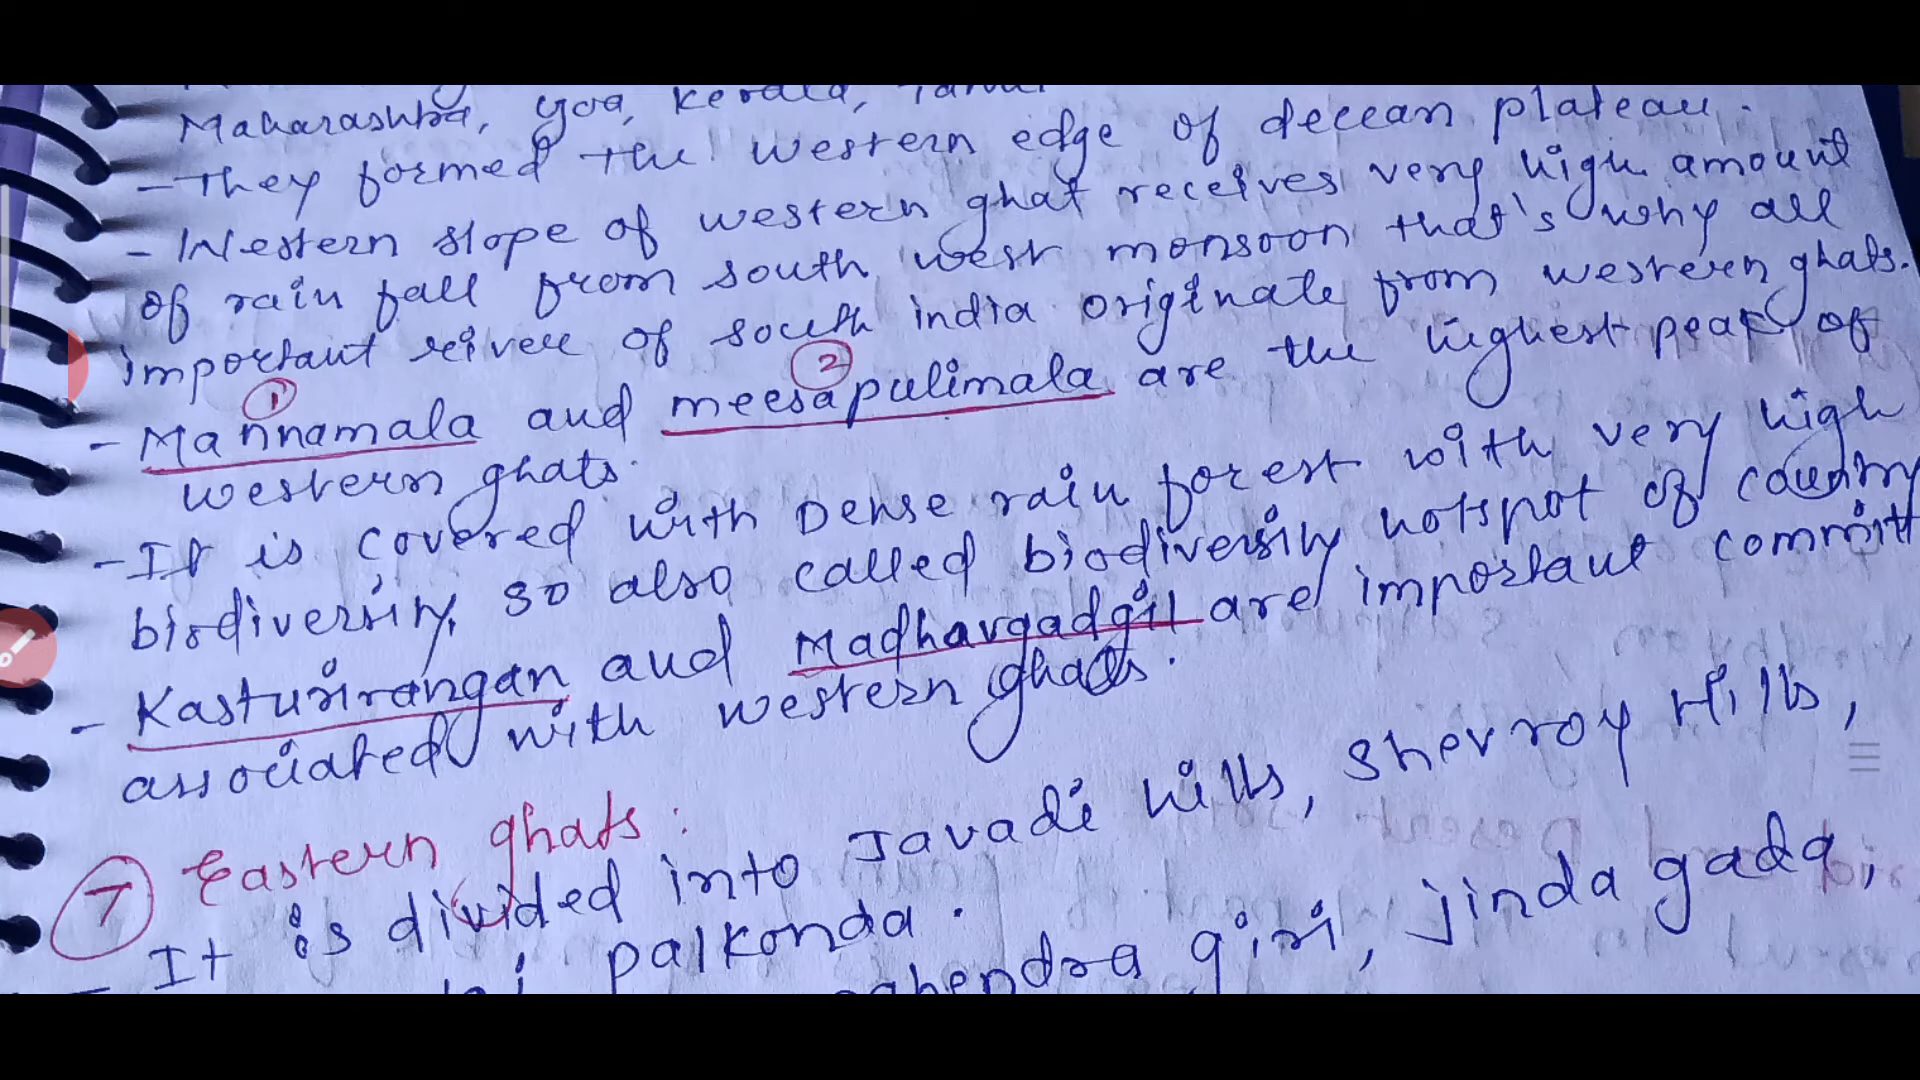 Maharashtra, goa, Kerala,
- They formed the western edge of deccan plateau.
- Western slope of western ghat receives very high amount
of rain fall from south west monsoon that's why all
important river of south india originate from western ghats.
- Mannamala and meesapulimala are the highest peak of
1 2
western ghats.
- It is covered with Dense rain forest with very high
biodiversity, so also called biodiversity hotspot of country
- Kasturirangan and Madhavgadgil are important committ
associated with western ghats.
7 Eastern ghats:
- It is divided into Javadi hills, Shevroy Hills,
palkonda.
giri, jindagada,